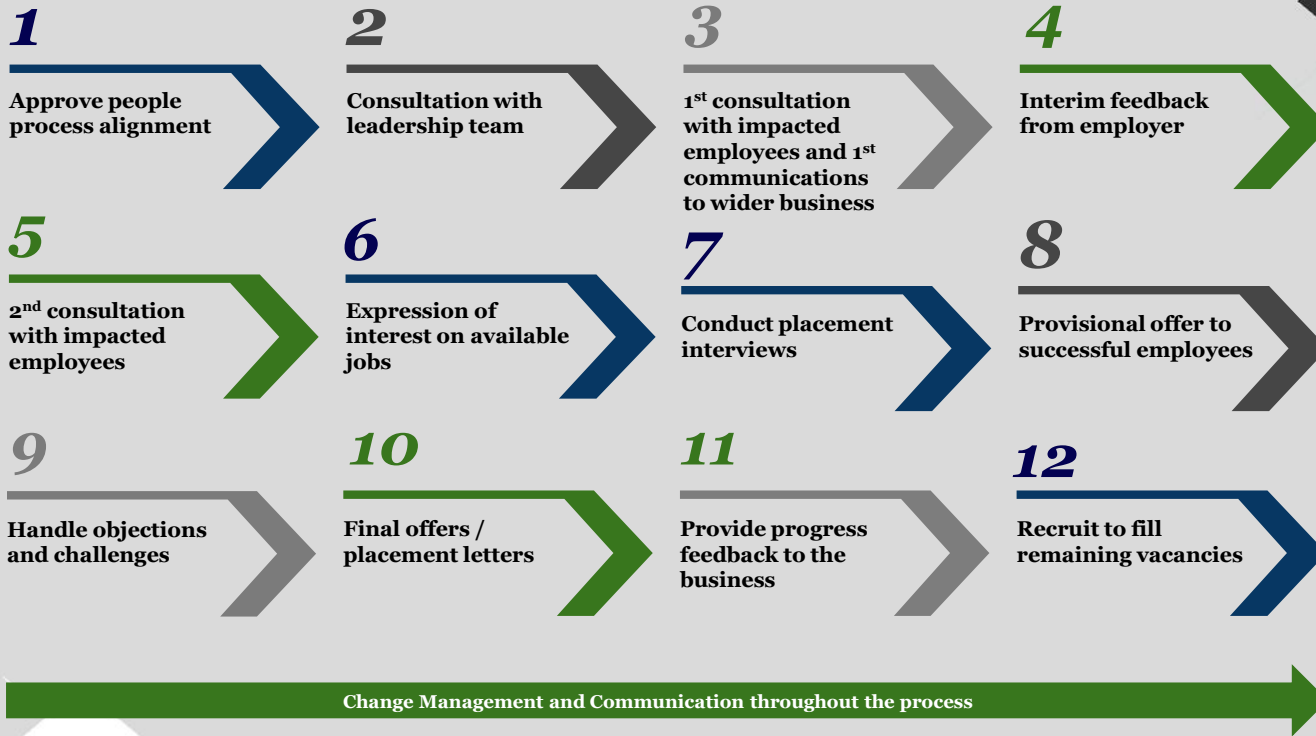 1
Approve people
process alignment
2
Consultation with
leadership team
3
1st consultation
with impacted
employees and 1st
communications
to wider business
4
Interim feedback
from employer
5
2nd consultation
with impacted
employees
6
Expression of
interest on available
jobs
7
Conduct placement
interviews
8
Provisional offer to
successful employees
9
Handle objections
and challenges
10
Final offers /
placement letters
11
Provide progress
feedback to the
business
12
Recruit to fill
remaining vacancies
Change Management and Communication throughout the process